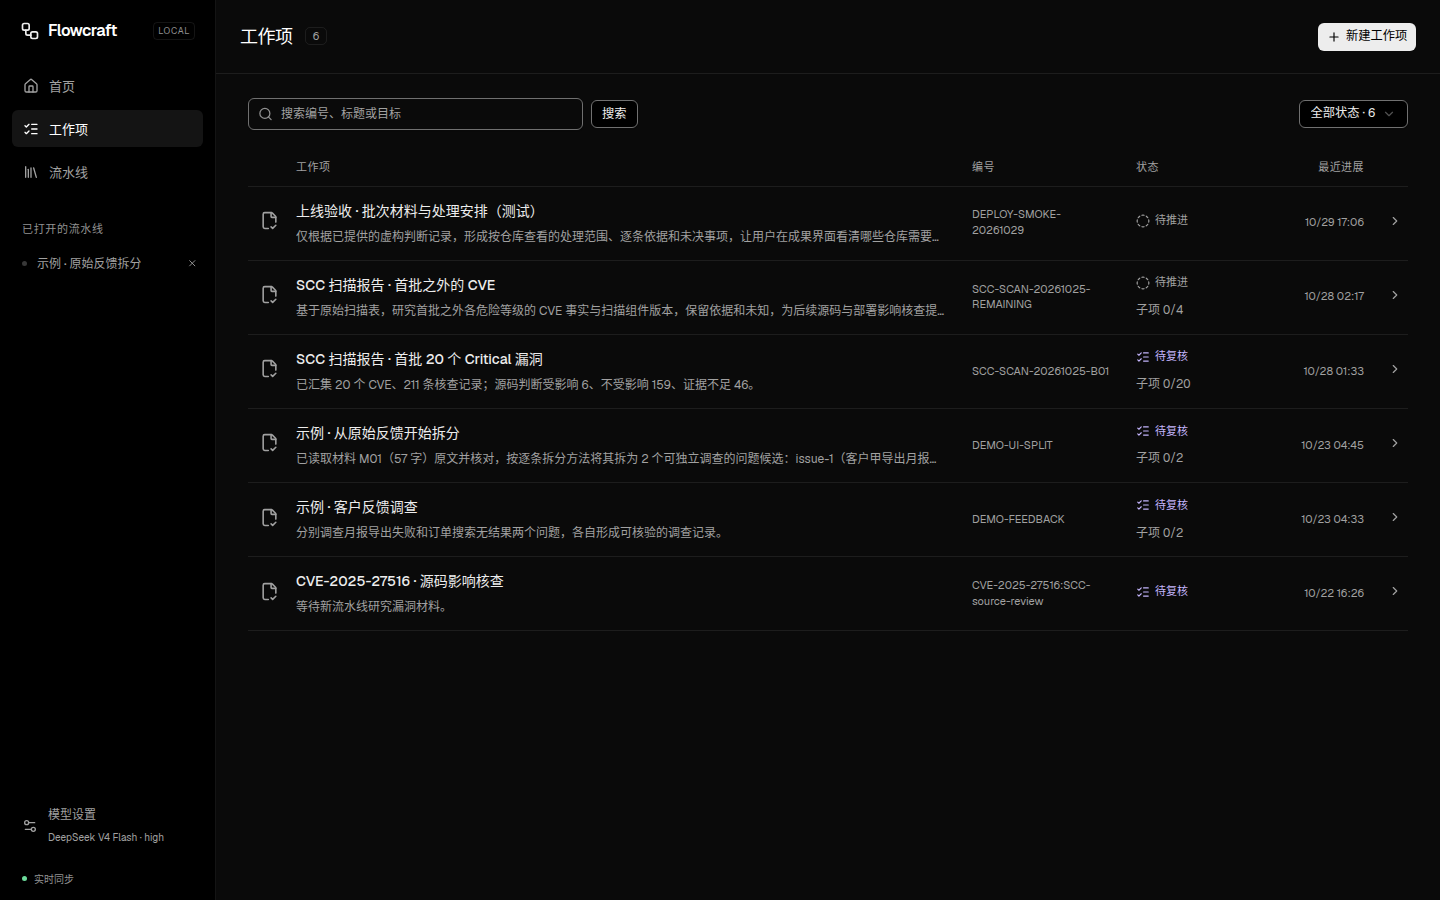 Flowcraft
LOCAL
首页
工作项
流水线
已打开的流水线
示例 · 原始反馈拆分
模型设置
DeepSeek V4 Flash · high
实时同步
工作项 6
新建工作项
搜索编号、标题或目标
搜索
全部状态 · 6
工作项 编号 状态 最近进展
上线验收 · 批次材料与处理安排（测试）
仅根据已提供的虚构判断记录，形成按仓库查看的处理范围、逐条依据和未决事项，让用户在成果界面看清哪些仓库需要...
DEPLOY-SMOKE-
20261029
待推进
10/29 17:06
SCC 扫描报告 · 首批之外的 CVE
基于原始扫描表，研究首批之外各危险等级的 CVE 事实与扫描组件版本，保留依据和未知，为后续源码与部署影响核查提...
SCC-SCAN-20261025-
REMAINING
待推进
子项 0/4
10/28 02:17
SCC 扫描报告 · 首批 20 个 Critical 漏洞
已汇集 20 个 CVE、211 条核查记录；源码判断受影响 6、不受影响 159、证据不足 46。
SCC-SCAN-20261025-B01
待复核
子项 0/20
10/28 01:33
示例 · 从原始反馈开始拆分
已读取材料 M01（57 字）原文并核对，按逐条拆分方法将其拆为 2 个可独立调查的问题候选：issue-1（客户甲导出月报...
DEMO-UI-SPLIT
待复核
子项 0/2
10/23 04:45
示例 · 客户反馈调查
分别调查月报导出失败和订单搜索无结果两个问题，各自形成可核验的调查记录。
DEMO-FEEDBACK
待复核
子项 0/2
10/23 04:33
CVE-2025-27516 · 源码影响核查
等待新流水线研究漏洞材料。
CVE-2025-27516:SCC-
source-review
待复核
10/22 16:26